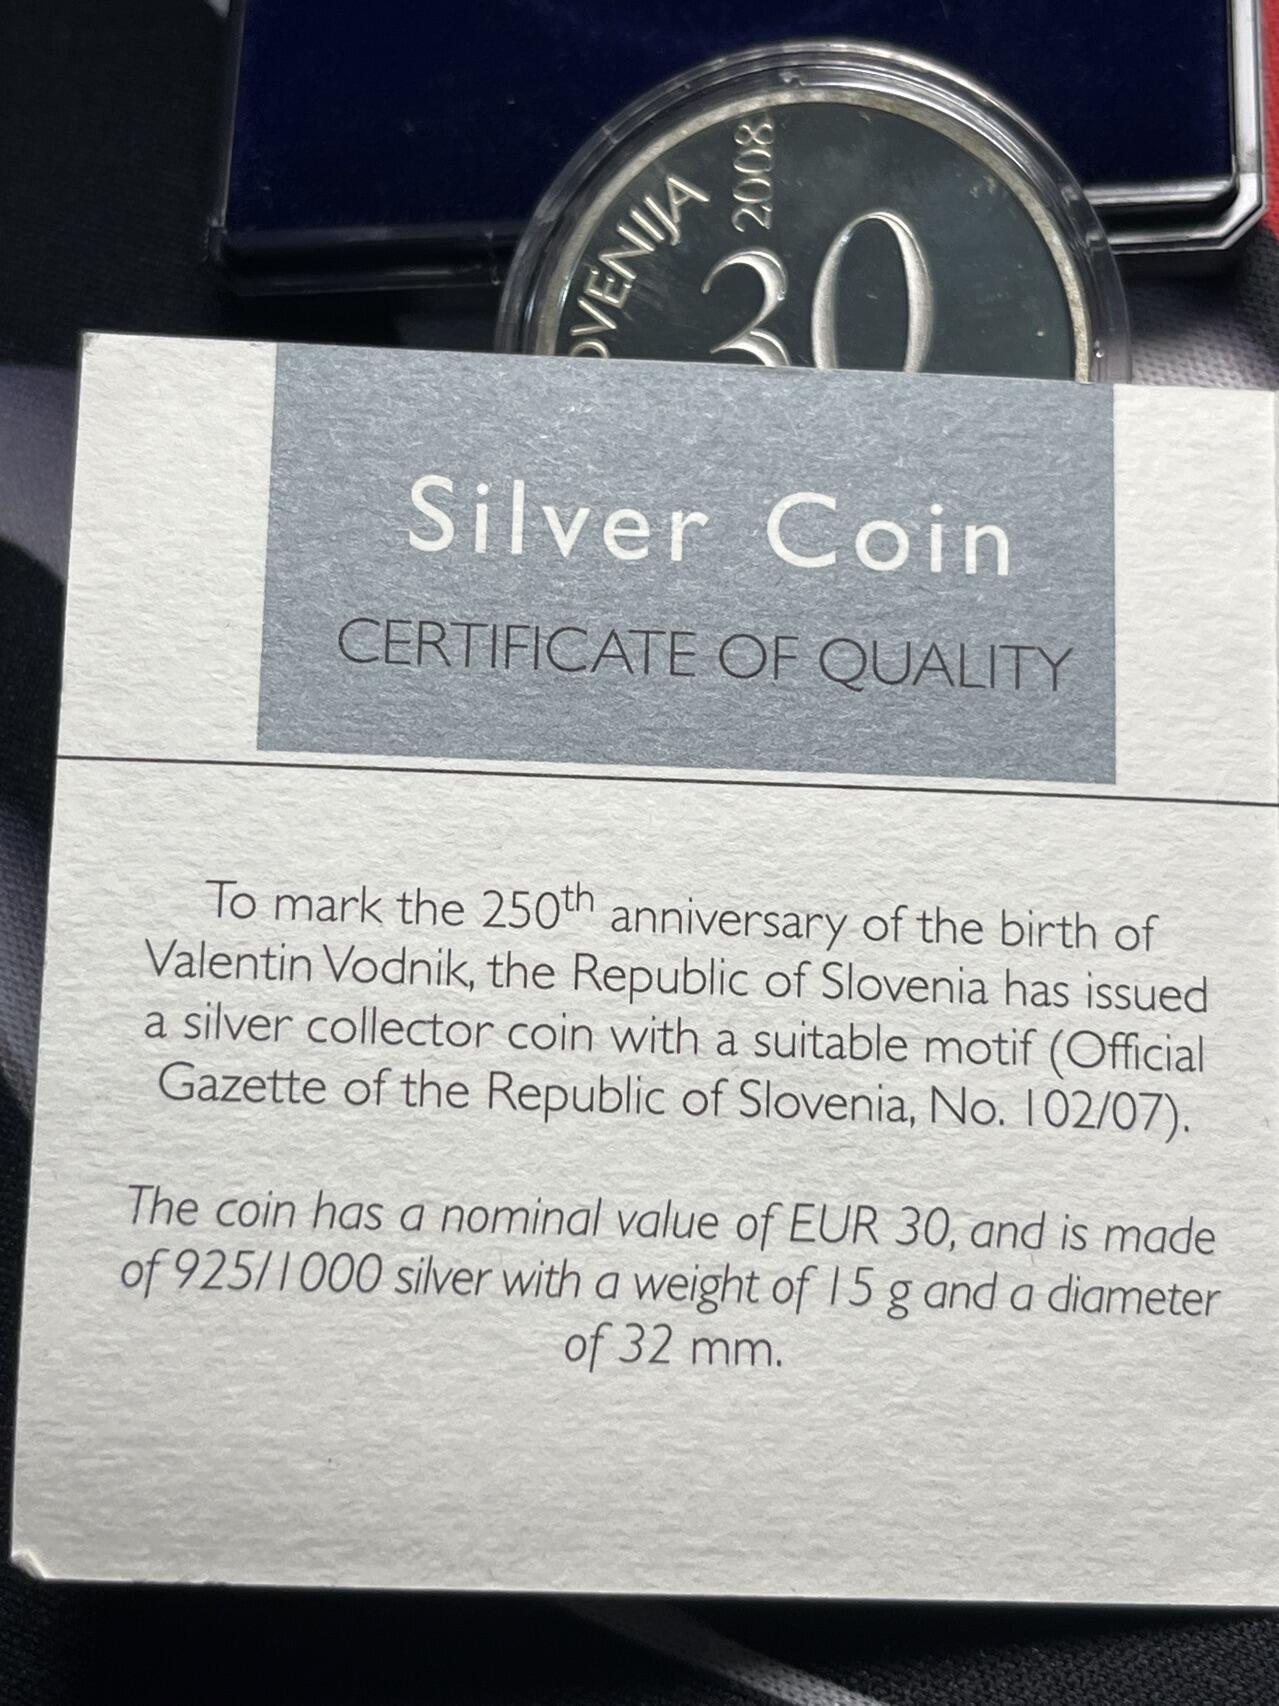 2008
30
Silver Coin
CERTIFICATE OF QUALITY
To mark the 250th anniversary of the birth of
Valentin Vodnik, the Republic of Slovenia has issued
a silver collector coin with a suitable motif (Official
Gazette of the Republic of Slovenia, No. 102/07).
The coin has a nominal value of EUR 30, and is made
of 925/1000 silver with a weight of 15 g and a diameter
of 32 mm.